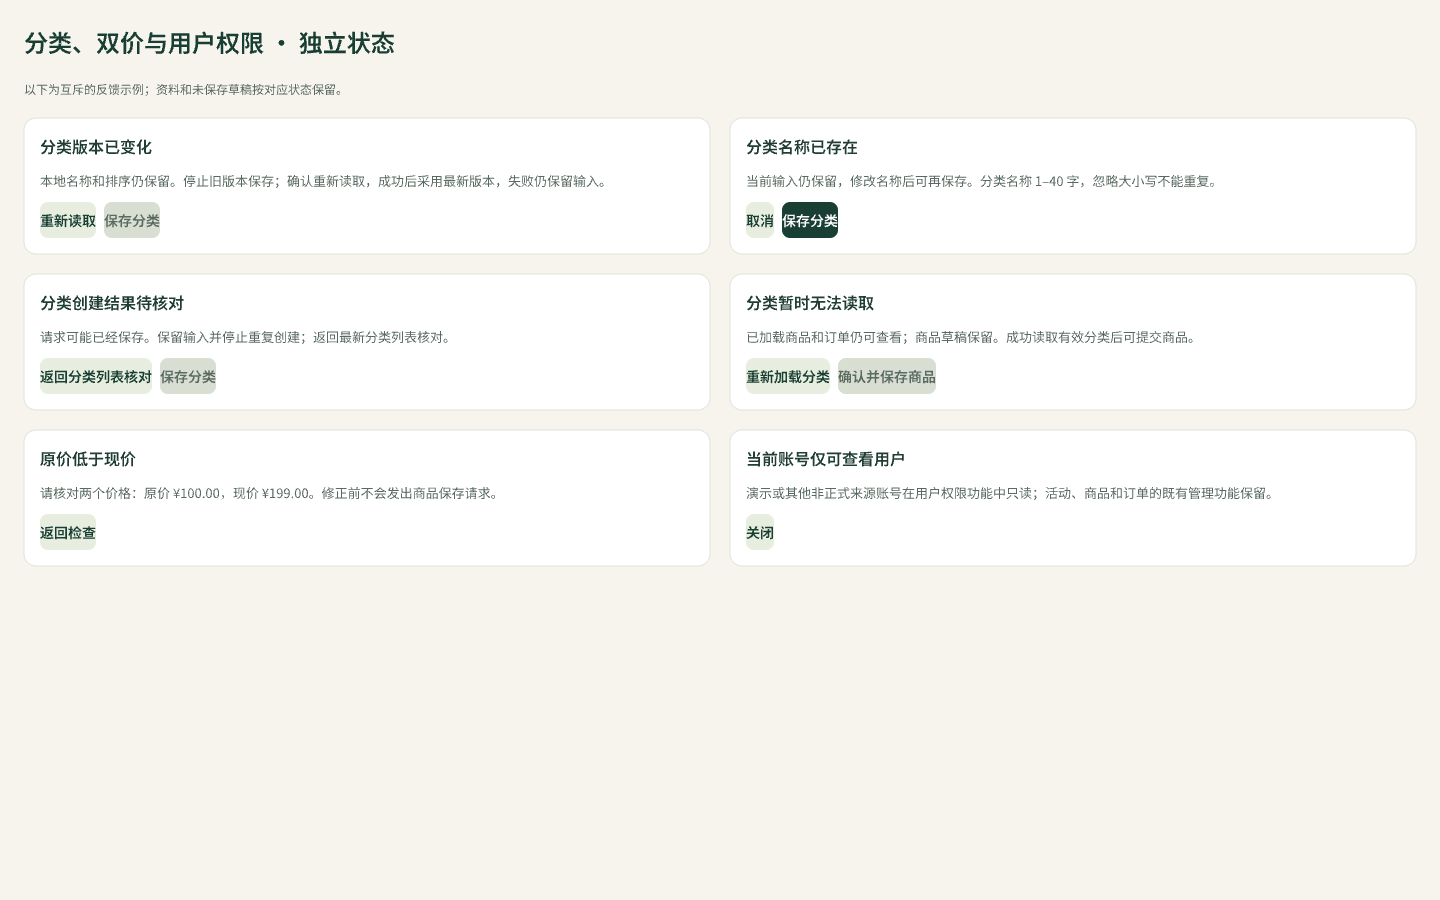 分类、双价与用户权限 · 独立状态
以下为互斥的反馈示例；资料和未保存草稿按对应状态保留。
分类版本已变化
本地名称和排序仍保留。停止旧版本保存；确认重新读取，成功后采用最新版本，失败仍保留输入。
重新读取 保存分类
分类名称已存在
当前输入仍保留，修改名称后可再保存。分类名称 1–40 字，忽略大小写不能重复。
取消 保存分类
分类创建结果待核对
请求可能已经保存。保留输入并停止重复创建；返回最新分类列表核对。
返回分类列表核对 保存分类
分类暂时无法读取
已加载商品和订单仍可查看；商品草稿保留。成功读取有效分类后可提交商品。
重新加载分类 确认并保存商品
原价低于现价
请核对两个价格：原价 ¥100.00，现价 ¥199.00。修正前不会发出商品保存请求。
返回检查
当前账号仅可查看用户
演示或其他非正式来源账号在用户权限功能中只读；活动、商品和订单的既有管理功能保留。
关闭